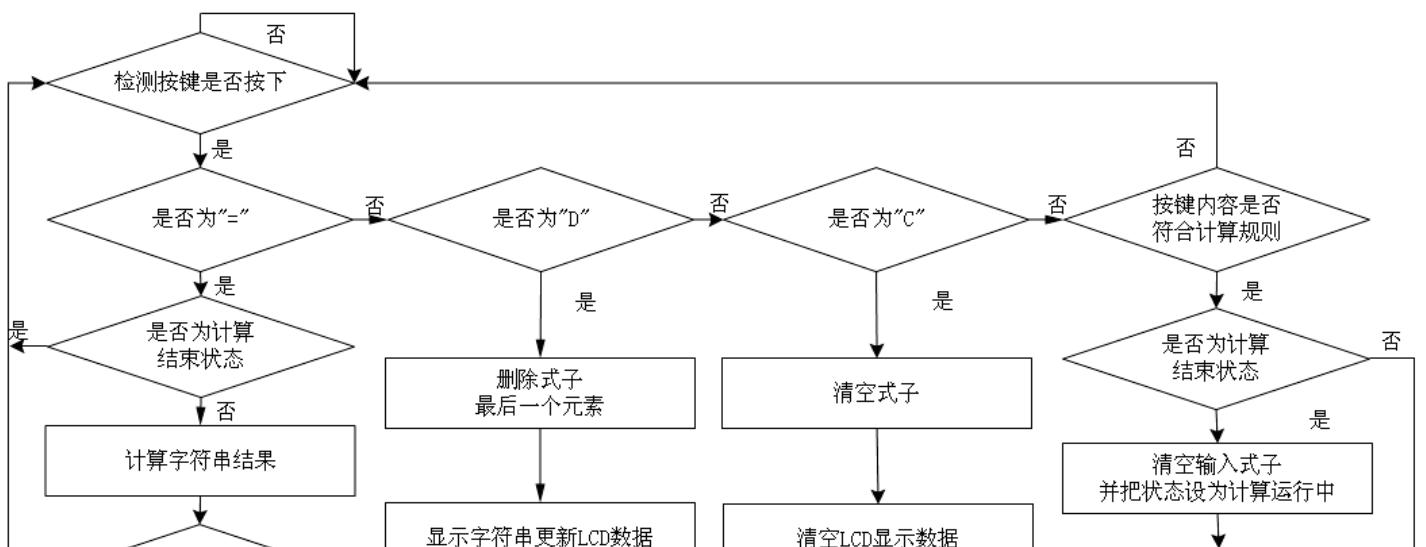 否
检测按键是否按下
是
否
是否为"="
否
是否为"D"
否
是否为"C"
否
按键内容是否
符合计算规则
是
是
是
是
是
是否为计算
结束状态
删除式子
最后一个元素
清空式子
是否为计算
结束状态
否
否
是
计算字符串结果
清空输入式子
并把状态设为计算运行中
显示字符串更新LCD数据
清空LCD显示数据